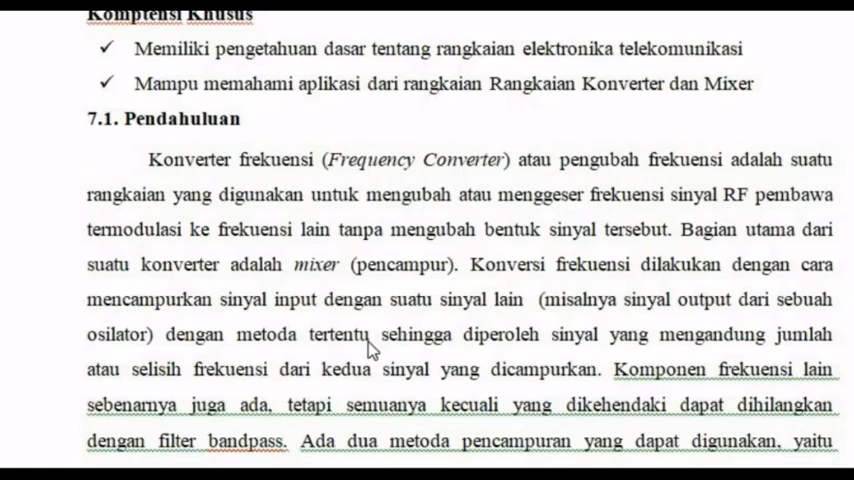 Komptensi Khusus
✓ Memiliki pengetahuan dasar tentang rangkaian elektronika telekomunikasi
✓ Mampu memahami aplikasi dari rangkaian Rangkaian Konverter dan Mixer
7.1. Pendahuluan
Konverter frekuensi (Frequency Converter) atau pengubah frekuensi adalah suatu
rangkaian yang digunakan untuk mengubah atau menggeser frekuensi sinyal RF pembawa
termodulasi ke frekuensi lain tanpa mengubah bentuk sinyal tersebut. Bagian utama dari
suatu konverter adalah mixer (pencampur). Konversi frekuensi dilakukan dengan cara
mencampurkan sinyal input dengan suatu sinyal lain (misalnya sinyal output dari sebuah
osilator) dengan metoda tertentu sehingga diperoleh sinyal yang mengandung jumlah
atau selisih frekuensi dari kedua sinyal yang dicampurkan. Komponen frekuensi lain
sebenarnya juga ada, tetapi semuanya kecuali yang dikehendaki dapat dihilangkan
dengan filter bandpass. Ada dua metoda pencampuran yang dapat digunakan, yaitu